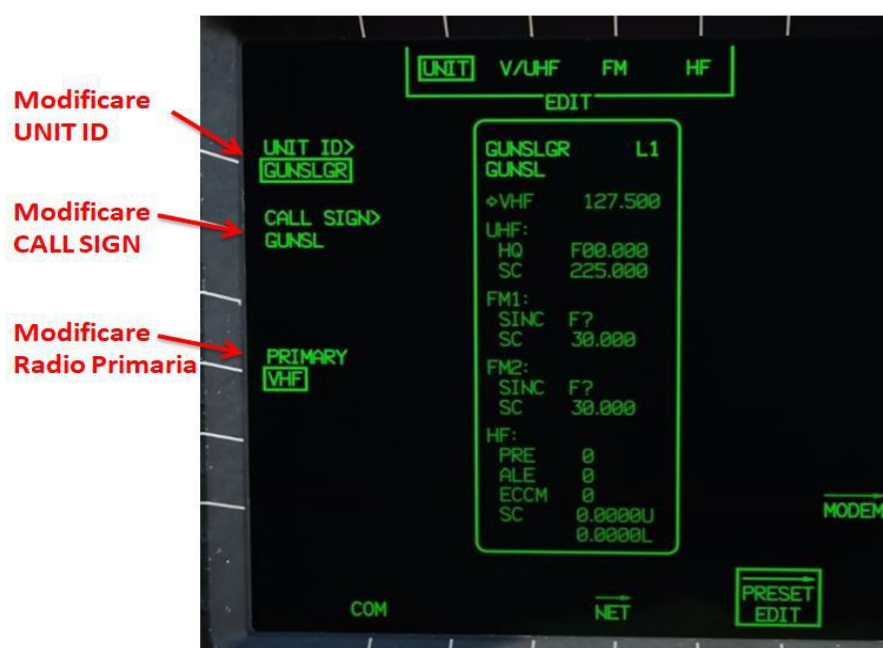 UNIT V/UHF FM HF
EDIT
Modificare
UNIT ID
UNIT ID>
GUNSLGR
Modificare
CALL SIGN
CALL SIGN>
GUNSL
Modificare
Radio Primaria
PRIMARY
VHF
GUNSLGR L1
GUNSL
VHF 127.500
UHF:
HQ F00.000
SC 225.000
FM1:
SINC F?
SC 30.000
FM2:
SINC F?
SC 30.000
HF:
PRE 0
ALE 0
ECCM 0
SC 0.0000U
0.0000L
MODEM
COM
NET
PRESET
EDIT